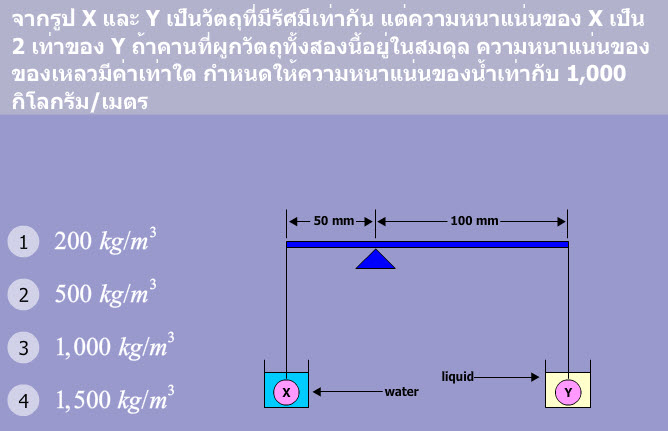 จากรูป X และ Y เป็นวัตถุที่มีรัศมีเท่ากัน แต่ความหนาแน่นของ X เป็น
2 เท่าของ Y ถ้าคานที่ผูกวัตถุทั้งสองนี้อยู่ในสมดุล ความหนาแน่นของ
ของเหลวมีค่าเท่าใด กำหนดให้ความหนาแน่นของน้ำเท่ากับ 1,000
กิโลกรัม/เมตร
50 mm
100 mm
1 200 kg/m³
2 500 kg/m³
3 1,000 kg/m³
4 1,500 kg/m³
liquid
X
water
Y